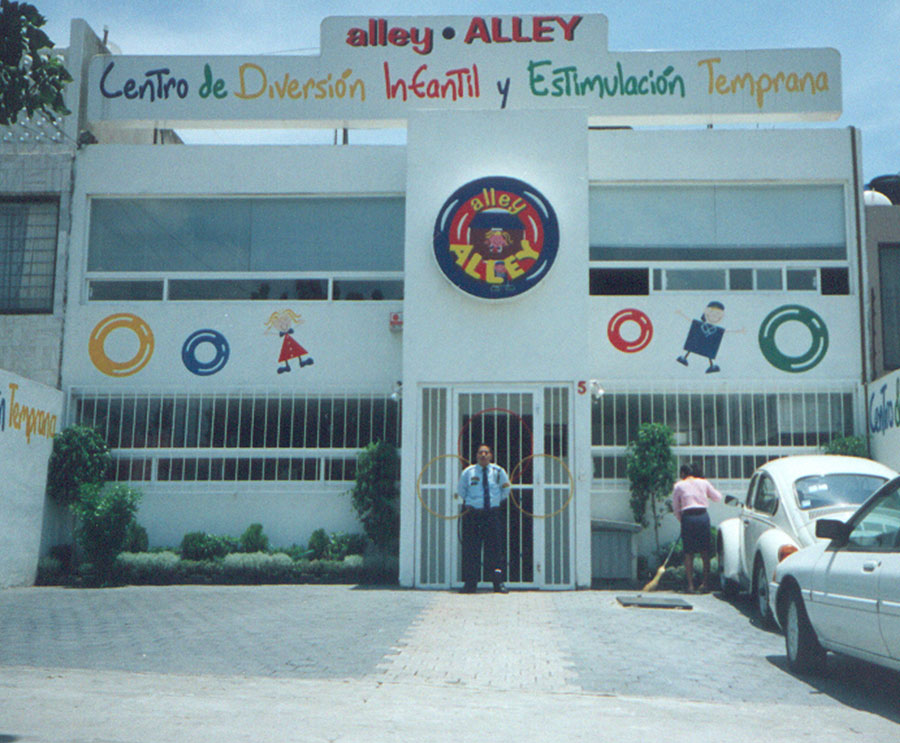 alley • ALLEY
Centro de Diversión Infantil y Estimulación Temprana
alley
ALLEY
5
Temprana
Centro